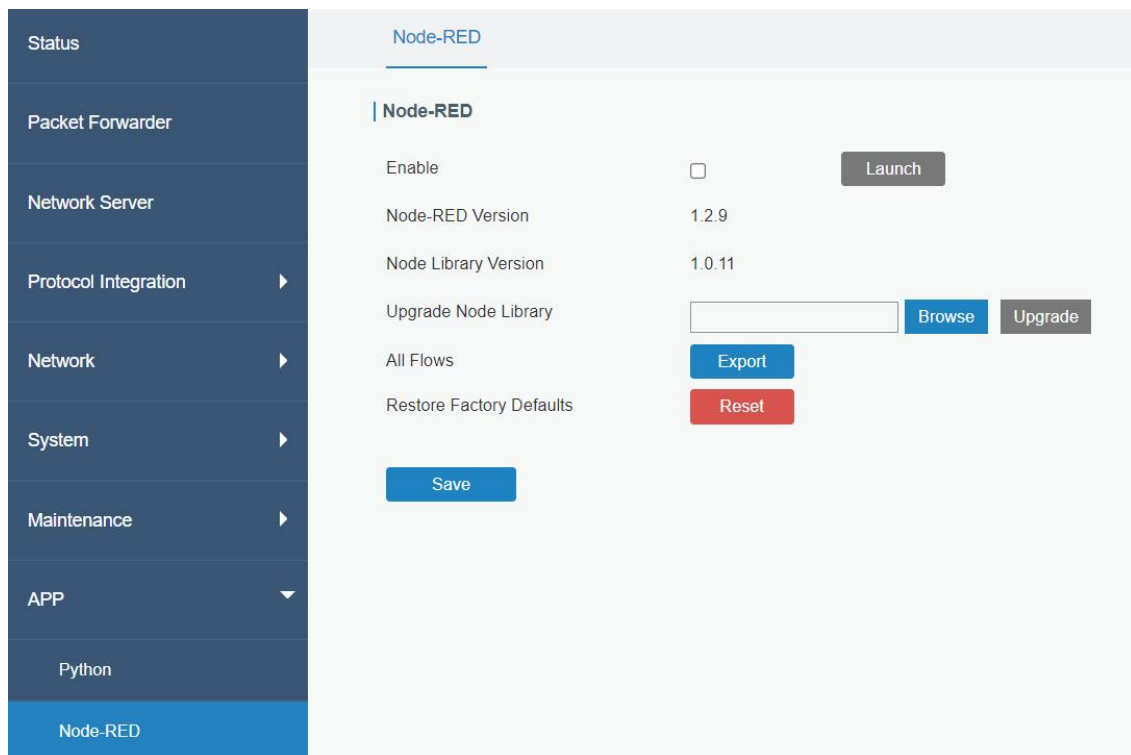 Status
Packet Forwarder
Network Server
Protocol Integration
Network
System
Maintenance
APP
Python
Node-RED
Node-RED
Node-RED
Enable Launch
Node-RED Version 1.2.9
Node Library Version 1.0.11
Upgrade Node Library Browse Upgrade
All Flows Export
Restore Factory Defaults Reset
Save